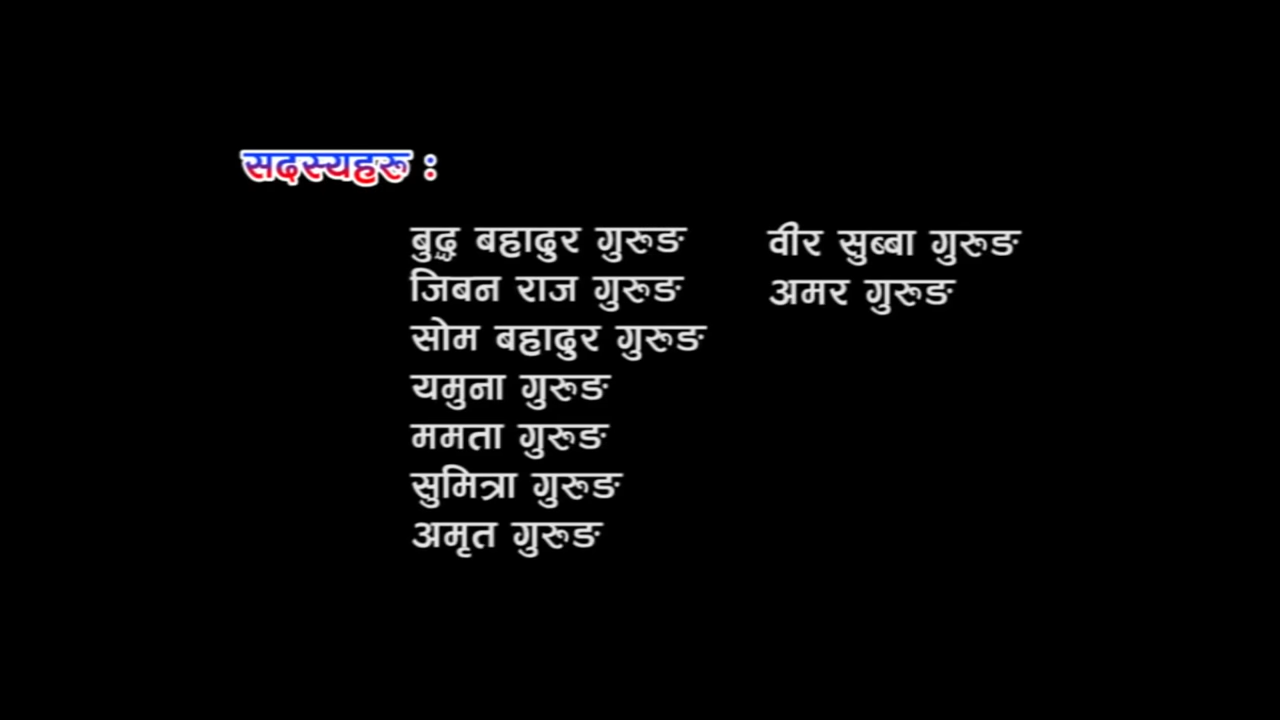 सदस्यहरू :
बुद्ध बहादुर गुरूङ
जिबन राज गुरूङ
सोम बहादुर गुरूङ
यमुना गुरूङ
ममता गुरूङ
सुमित्रा गुरूङ
अमृत गुरूङ
वीर सुब्बा गुरूङ
अमर गुरूङ